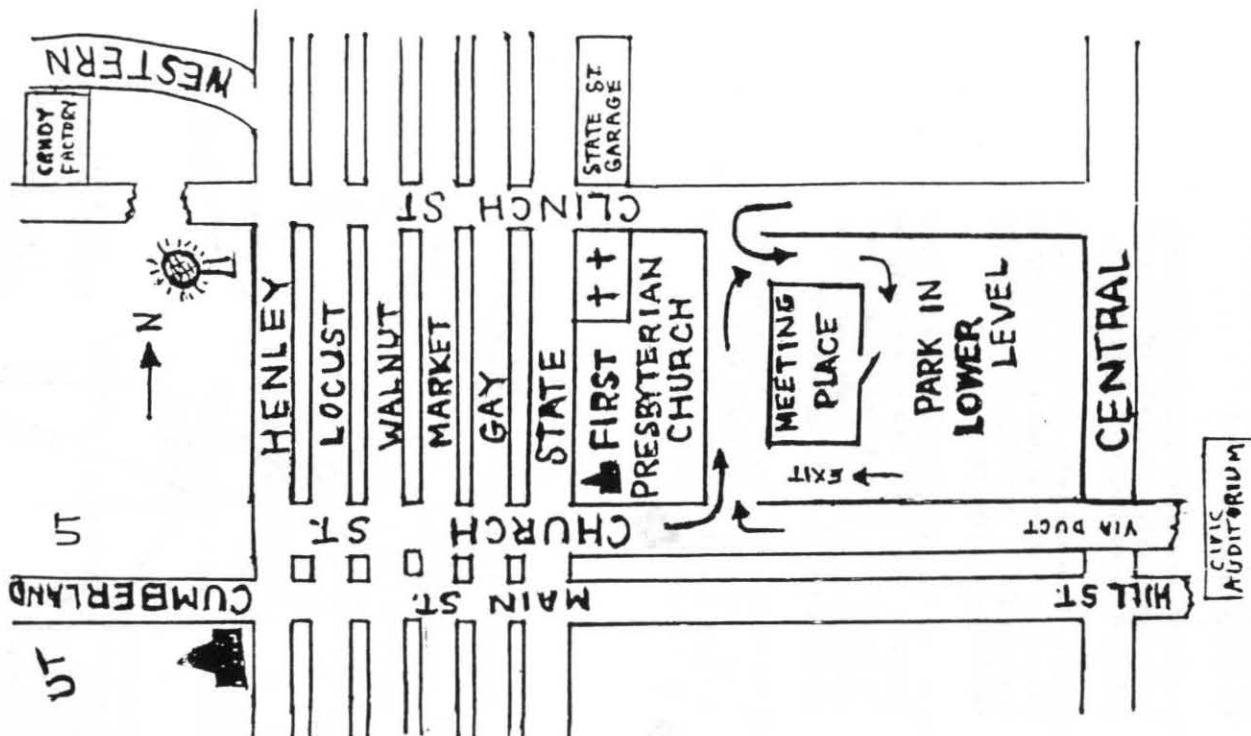 WESTERN
CANDY
FACTORY
STATE ST.
GARAGE
CLINCH ST
N
HENLEY
LOCUST
WALNUT
MARKET
GAY
STATE
FIRST
PRESBYTERIAN
CHURCH
MEETING
PLACE
PARK IN
LOWER
LEVEL
CENTRAL
EXIT
5
CHURCH ST.
VIA DUCT
CIVIC
AUDITORIUM
CUMBERLAND
MAIN ST.
HILL ST.
UT